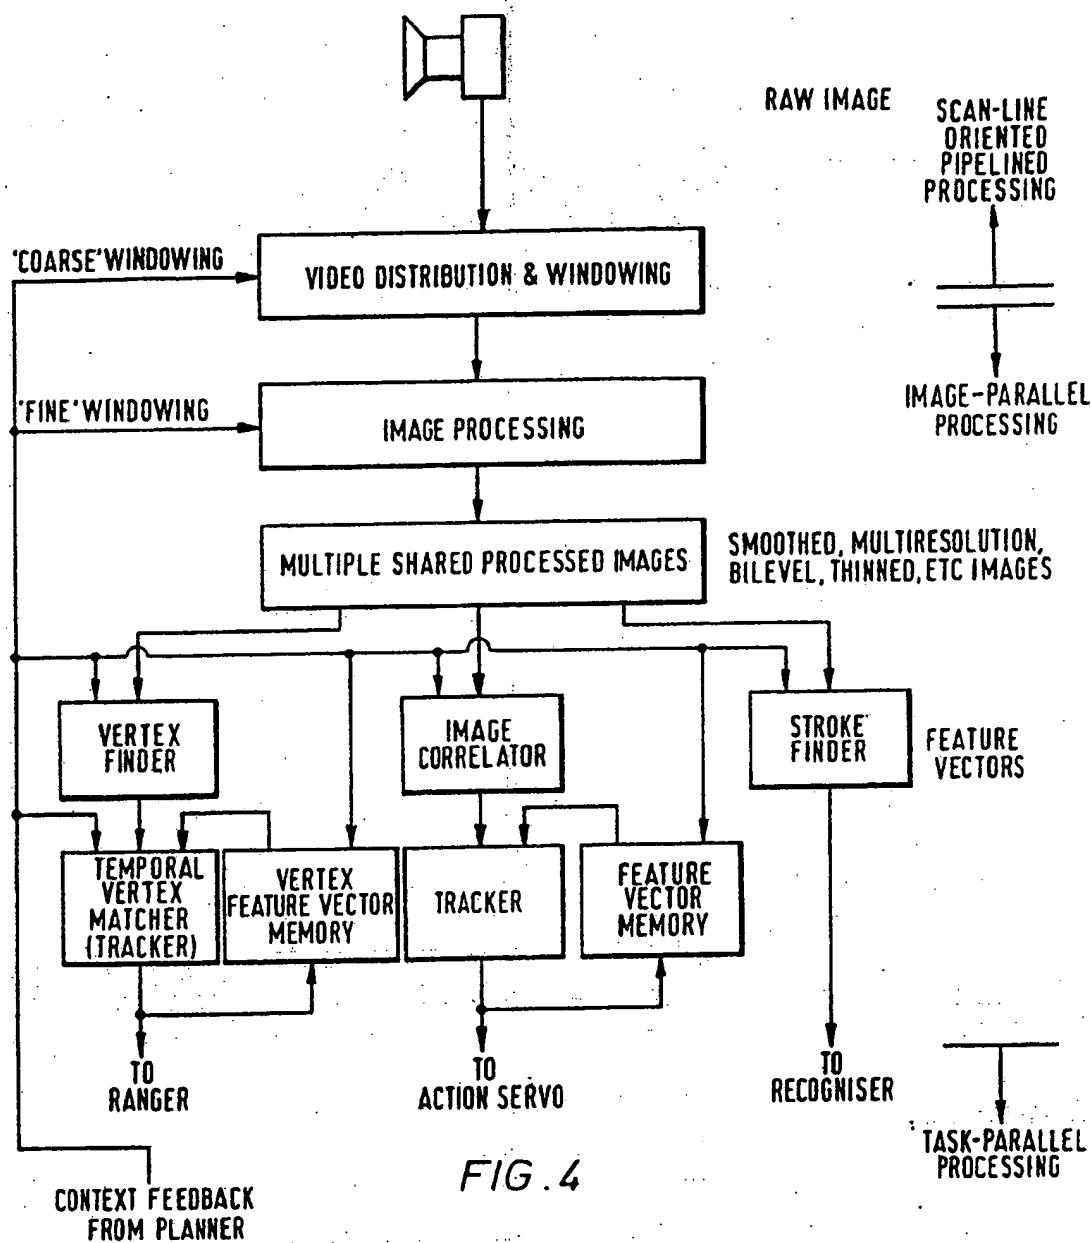 RAW IMAGE
SCAN-LINE
ORIENTED
PIPELINED
PROCESSING
'COARSE' WINDOWING
VIDEO DISTRIBUTION & WINDOWING
'FINE' WINDOWING
IMAGE PROCESSING
IMAGE-PARALLEL
PROCESSING
MULTIPLE SHARED PROCESSED IMAGES
SMOOTHED, MULTIRESOLUTION,
BILEVEL, THINNED, ETC IMAGES
VERTEX
FINDER
IMAGE
CORRELATOR
STROKE
FINDER
FEATURE
VECTORS
TEMPORAL
VERTEX
MATCHER
(TRACKER)
VERTEX
FEATURE VECTOR
MEMORY
TRACKER
FEATURE
VECTOR
MEMORY
TO
RANGER
TO
ACTION SERVO
TO
RECOGNISER
TASK-PARALLEL
PROCESSING
CONTEXT FEEDBACK
FROM PLANNER
FIG. 4